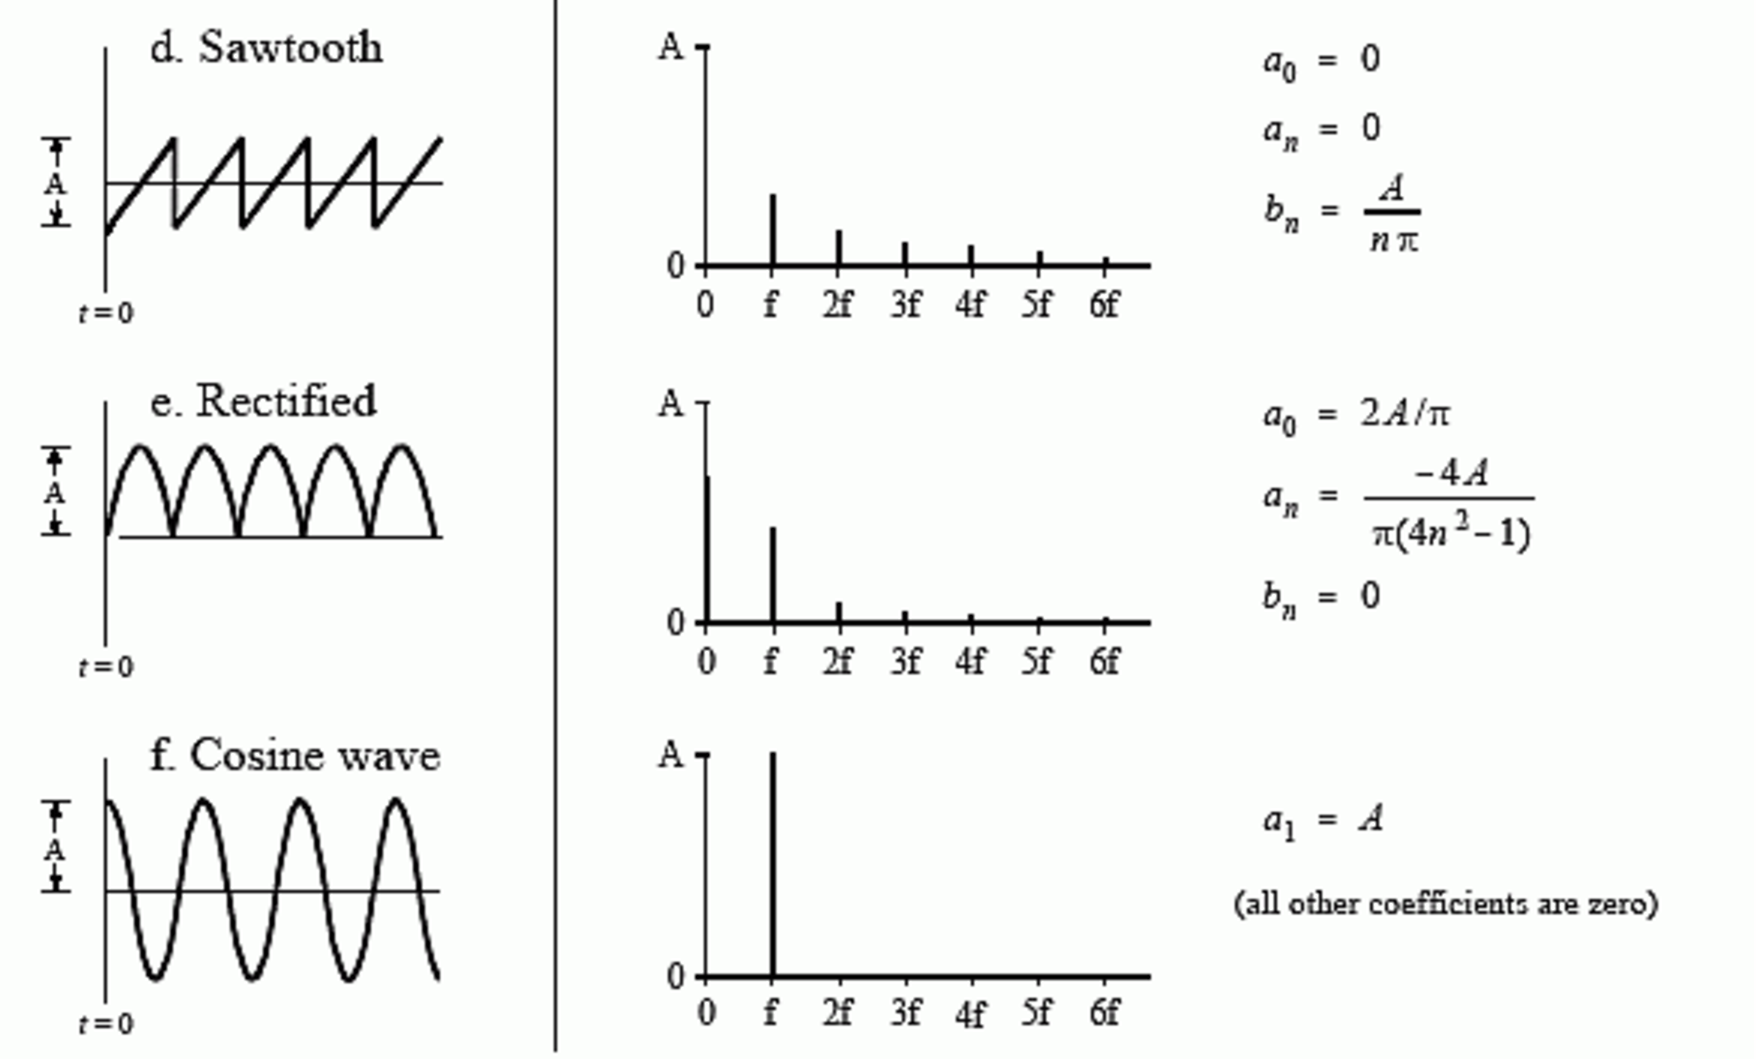 d. Sawtooth
A
t = 0
A
0
0 f 2f 3f 4f 5f 6f
a₀ = 0
aₙ = 0
bₙ = A / n π
e. Rectified
A
t = 0
A
0
0 f 2f 3f 4f 5f 6f
a₀ = 2A/π
aₙ = −4A / π(4n² − 1)
bₙ = 0
f. Cosine wave
A
t = 0
A
0
0 f 2f 3f 4f 5f 6f
a₁ = A
(all other coefficients are zero)